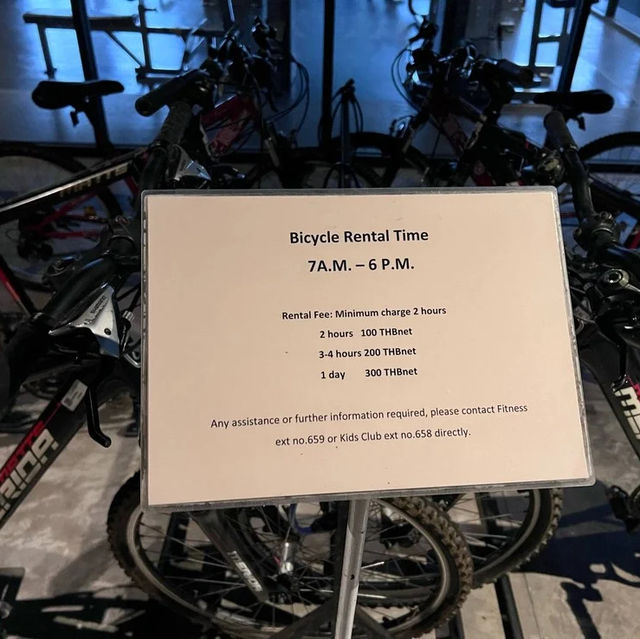 Bicycle Rental Time
7A.M. – 6 P.M.
Rental Fee: Minimum charge 2 hours
2 hours 100 THBnet
3-4 hours 200 THBnet
1 day 300 THBnet
Any assistance or further information required, please contact Fitness
ext no.659 or Kids Club ext no.658 directly.